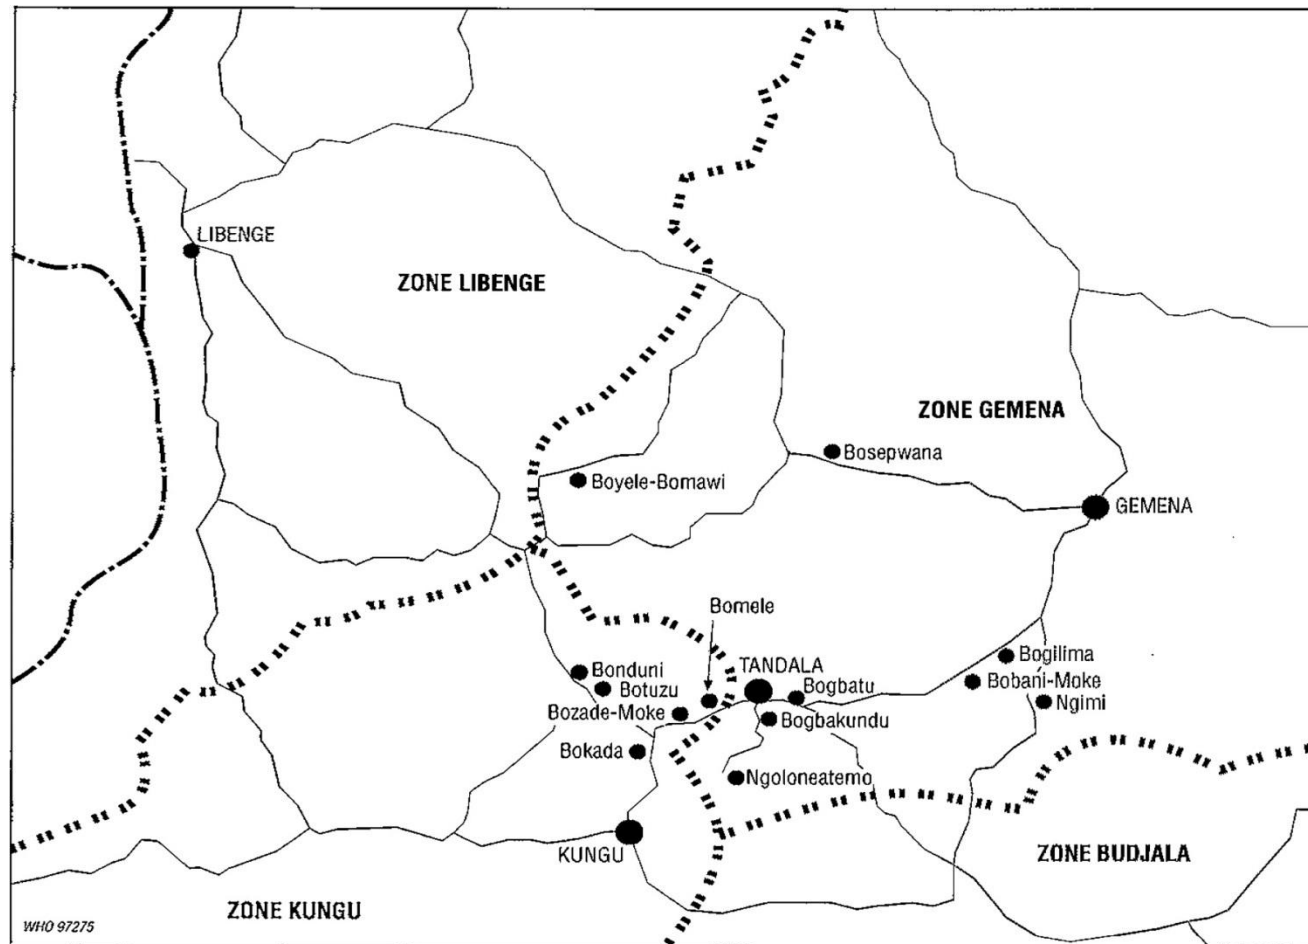 LIBENGE
ZONE LIBENGE
ZONE GEMENA
Bosepwana
Boyele-Bomawi
GEMENA
Bomele
Bogilima
Bonduni
TANDALA
Bobani-Moke
Botuzu
Bogbatu
Ngimi
Bozade-Moke
Bogbakundu
Bokada
Ngoloneatemo
KUNGU
ZONE BUDJALA
ZONE KUNGU
WHO 97275